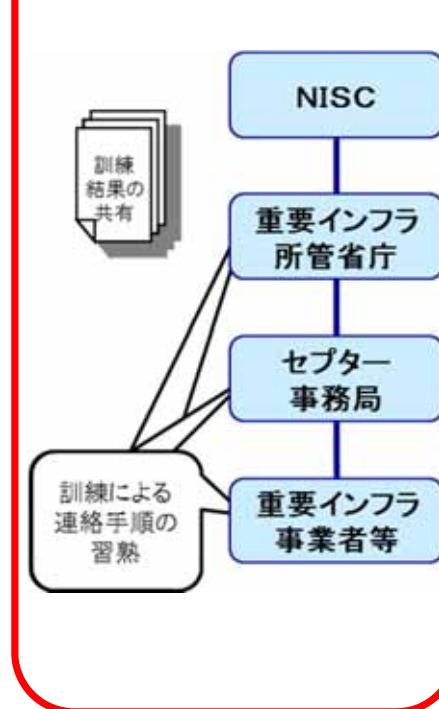 NISC
訓練
結果の
共有
重要インフラ
所管省庁
セプター
事務局
訓練による
連絡手順の
習熟
重要インフラ
事業者等